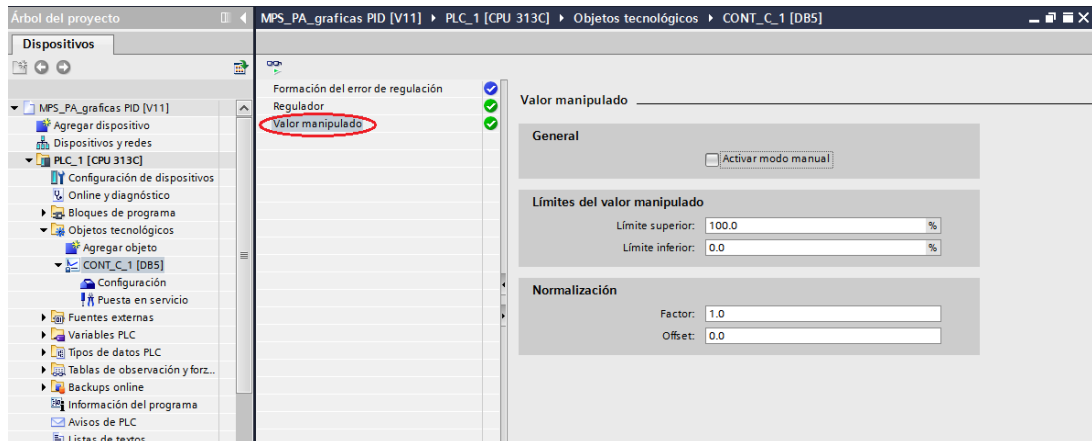 Árbol del proyecto
MPS_PA_graficas PID [V11] PLC_1 [CPU 313C] Objetos tecnológicos CONT_C_1 [DB5]
Dispositivos
MPS_PA_graficas PID [V11]
Agregar dispositivo
Dispositivos y redes
PLC_1 [CPU 313C]
Configuración de dispositivos
Online y diagnóstico
Bloques de programa
Objetos tecnológicos
Agregar objeto
CONT_C_1 [DB5]
Configuración
Puesta en servicio
Fuentes externas
Variables PLC
Tipos de datos PLC
Tablas de observación y forz...
Backups online
Información del programa
Avisos de PLC
Listas de textos
Formación del error de regulación
Regulador
Valor manipulado
Valor manipulado
General
Activar modo manual
Límites del valor manipulado
Límite superior: 100.0 %
Límite inferior: 0.0 %
Normalización
Factor: 1.0
Offset: 0.0